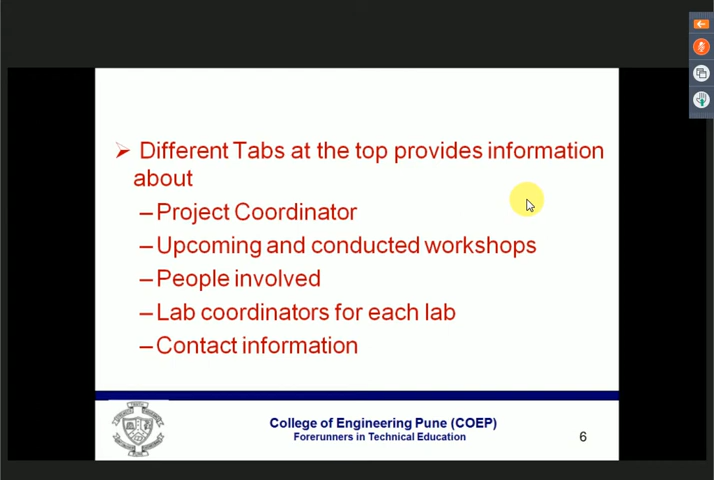 Different Tabs at the top provides information
about
–Project Coordinator
–Upcoming and conducted workshops
–People involved
–Lab coordinators for each lab
–Contact information
College of Engineering Pune (COEP)
Forerunners in Technical Education
6